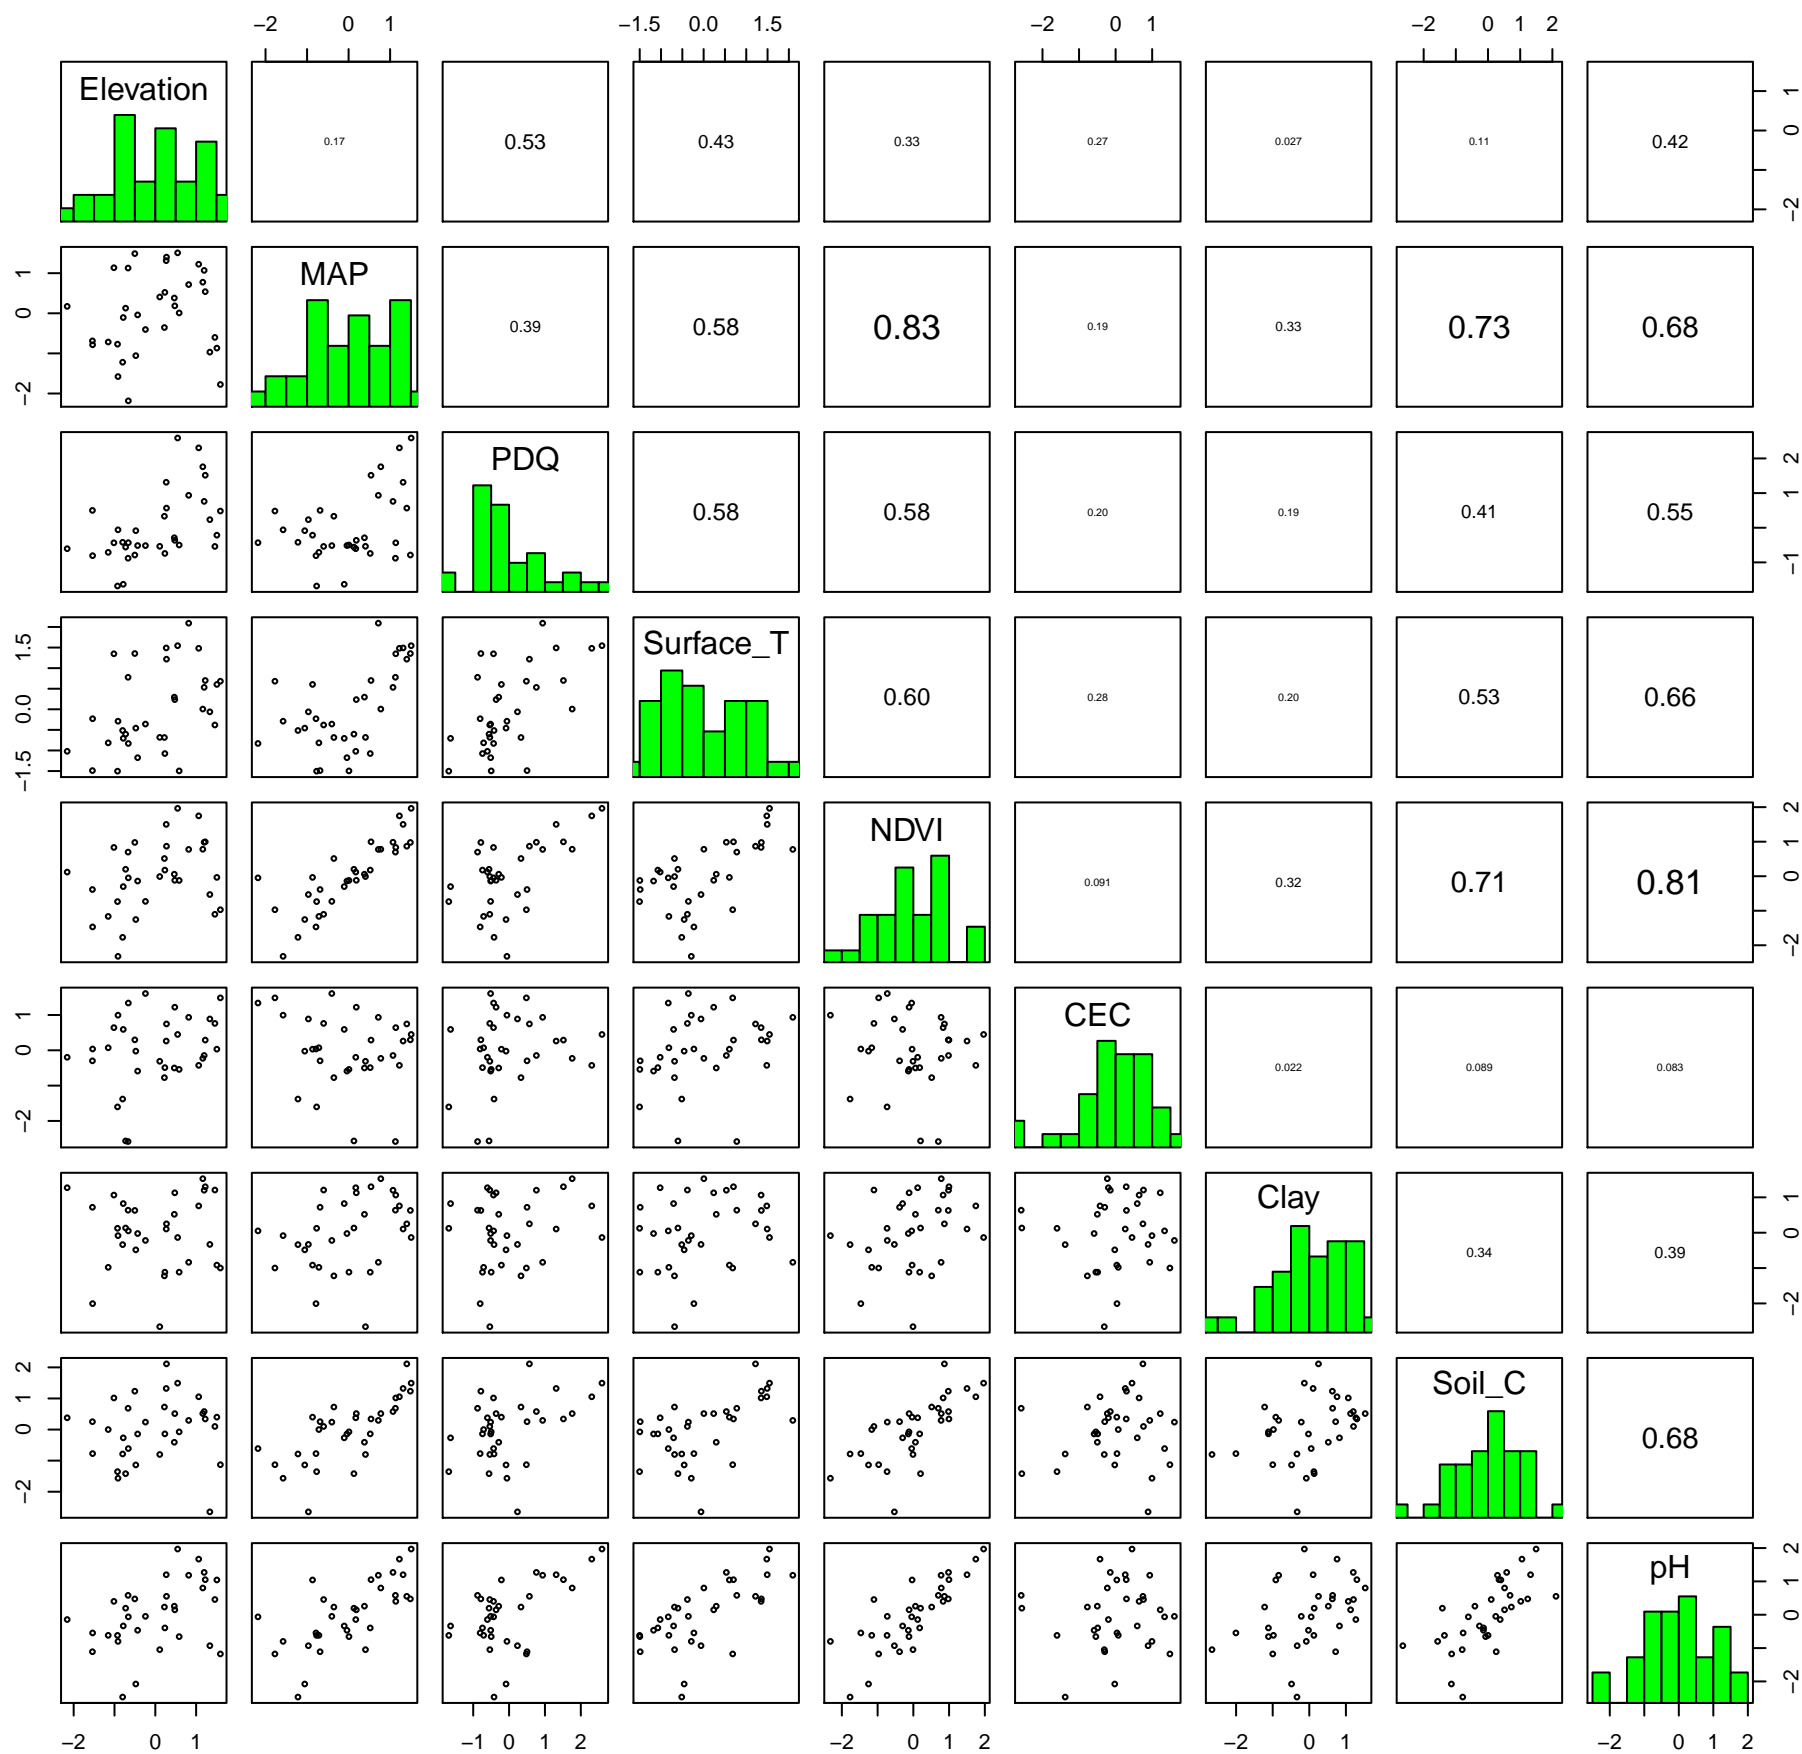 −2 0 1 −1.5 0.0 1.5 −2 0 1 −2 0 1 2
Elevation 0.17 0.53 0.43 0.33 0.27 0.027 0.11 0.42 −2 0 1
−2 0 1 MAP 0.39 0.58 0.83 0.19 0.33 0.73 0.68
PDQ 0.58 0.58 0.20 0.19 0.41 0.55 −1 1 2
−1.5 0.0 1.5 Surface_T 0.60 0.28 0.20 0.53 0.66
NDVI 0.091 0.32 0.71 0.81 −2 0 1 2
−2 0 1 CEC 0.022 0.089 0.083
Clay 0.34 0.39 −2 0 1
−2 0 1 2 Soil_C 0.68
pH −2 0 1 2
−2 0 1 −1 0 1 2 −2 0 1 2 −2 0 1 −2 0 1 2